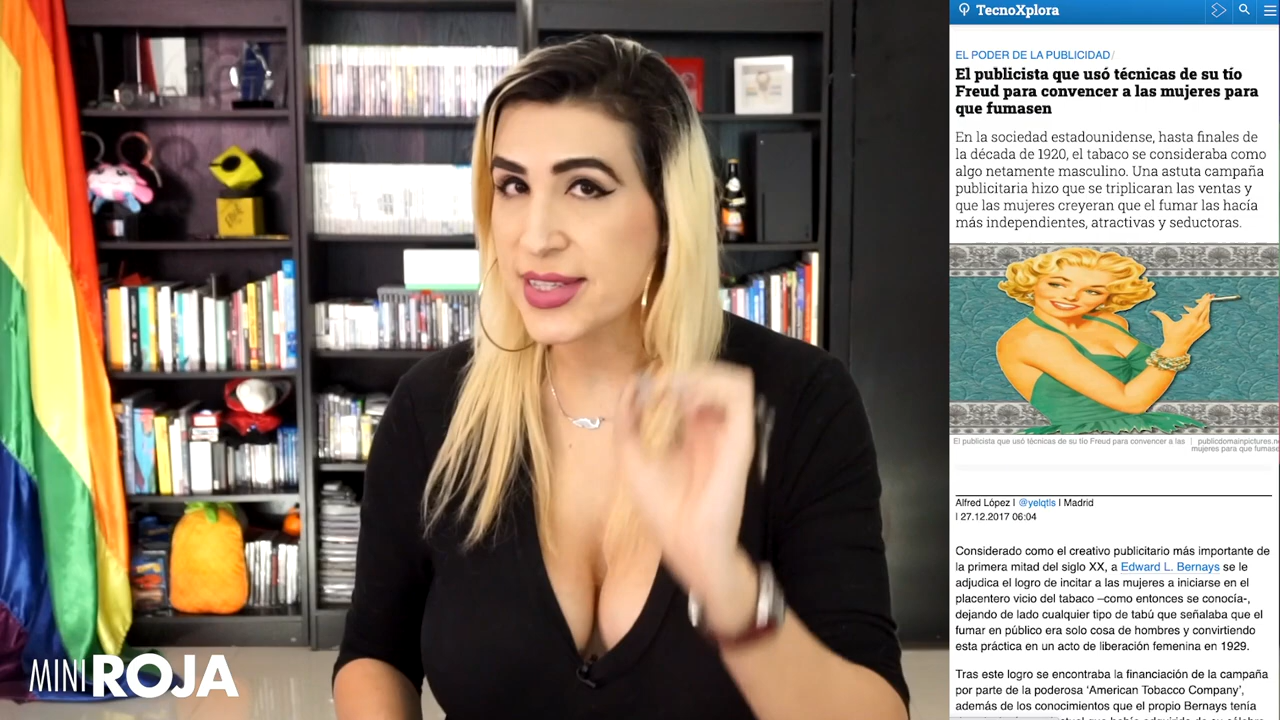 TecnoXplora
EL PODER DE LA PUBLICIDAD/
El publicista que usó técnicas de su tío
Freud para convencer a las mujeres para
que fumasen
En la sociedad estadounidense, hasta finales de
la década de 1920, el tabaco se consideraba como
algo netamente masculino. Una astuta campaña
publicitaria hizo que se triplicaran las ventas y
que las mujeres creyeran que el fumar las hacía
más independientes, atractivas y seductoras.
El publicista que usó técnicas de su tío Freud para convencer a las | publicdomainpictures.n
mujeres para que fumase
Alfred López | @yelqtls | Madrid
| 27.12.2017 06:04
Considerado como el creativo publicitario más importante de
la primera mitad del siglo XX, a Edward L. Bernays se le
adjudica el logro de incitar a las mujeres a iniciarse en el
placentero vicio del tabaco –como entonces se conocía-,
dejando de lado cualquier tipo de tabú que señalaba que el
fumar en público era solo cosa de hombres y convirtiendo
esta práctica en un acto de liberación femenina en 1929.
Tras este logro se encontraba la financiación de la campaña
por parte de la poderosa ‘American Tobacco Company’,
además de los conocimientos que el propio Bernays tenía
MINI ROJA